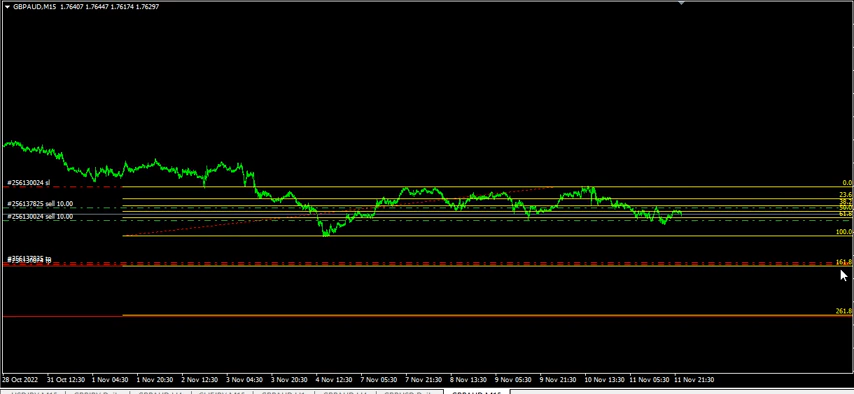 GBPAUD,M15 1.76407 1.76447 1.76174 1.76297
#256130024 sl
0.0
23.6
38.2
#256137825 sell 10.00
50.0
61.8
#256130024 sell 10.00
100.0
161.8
261.8
28 Oct 2022 31 Oct 12:30 1 Nov 04:30 1 Nov 20:30 2 Nov 12:30 3 Nov 04:30 3 Nov 20:30 4 Nov 12:30 7 Nov 05:30 7 Nov 21:30 8 Nov 13:30 9 Nov 05:30 9 Nov 21:30 10 Nov 13:30 11 Nov 05:30 11 Nov 21:30
GBPAUD,M15